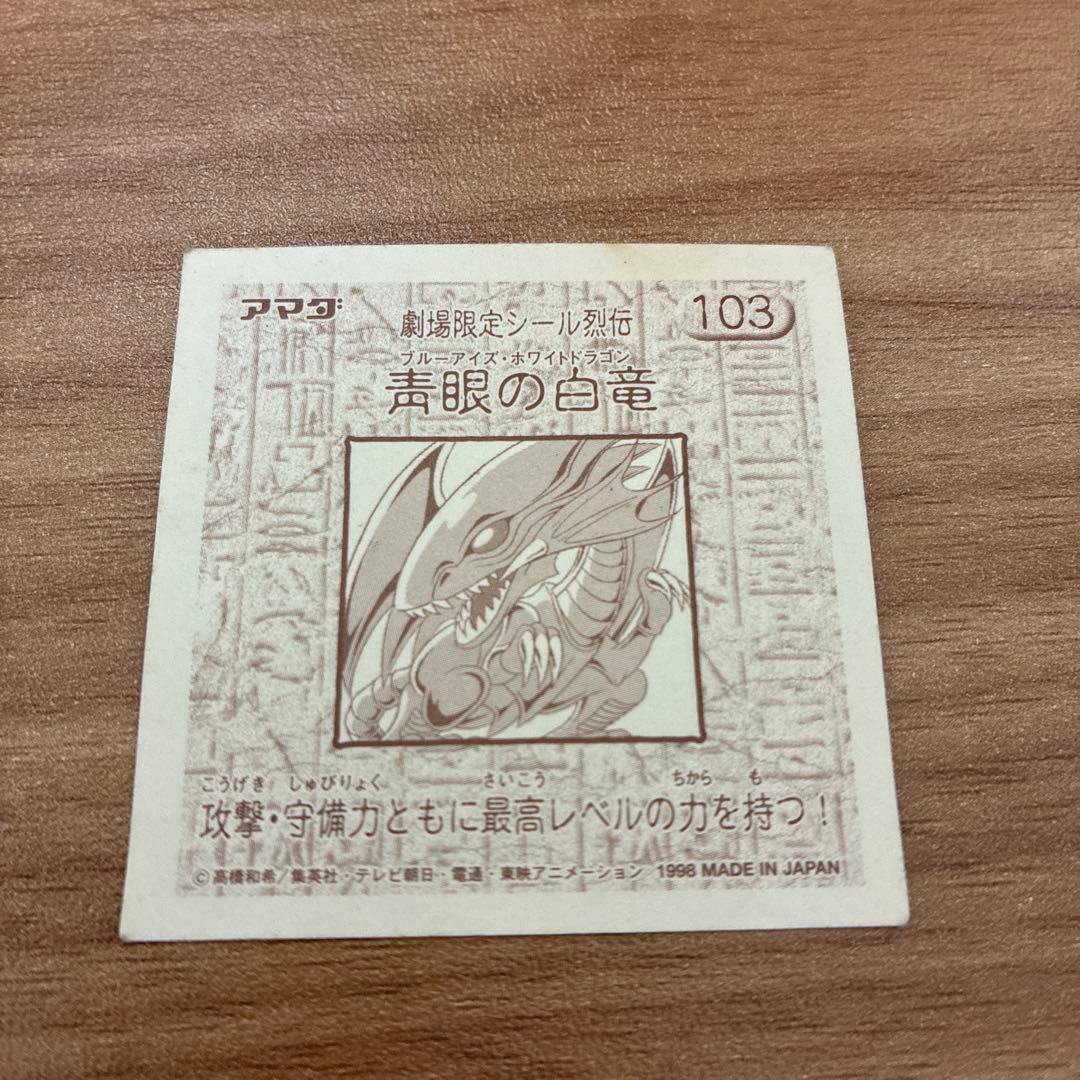 アマダ
103
劇場限定シール烈伝
ブルーアイズ・ホワイトドラゴン
青眼の白竜
こうげき しゅびりょく さいこう ちから も
攻撃・守備力ともに最高レベルの力を持つ!
©高橋和希/集英社・テレビ朝日・電通・東映アニメーション 1998 MADE IN JAPAN